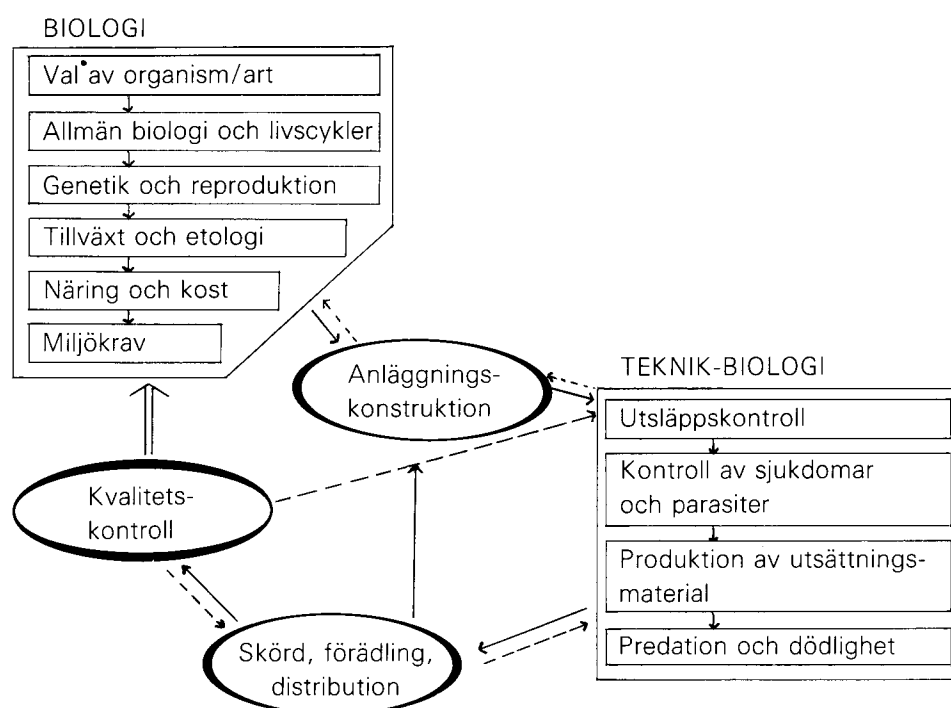 BIOLOGI
Val av organism/art
Allmän biologi och livscykler
Genetik och reproduktion
Tillväxt och etologi
Näring och kost
Miljökrav
Anläggnings-
konstruktion
TEKNIK-BIOLOGI
Utsläppskontroll
Kontroll av sjukdomar
och parasiter
Produktion av utsättnings-
material
Predation och dödlighet
Kvalitets-
kontroll
Skörd, förädling,
distribution